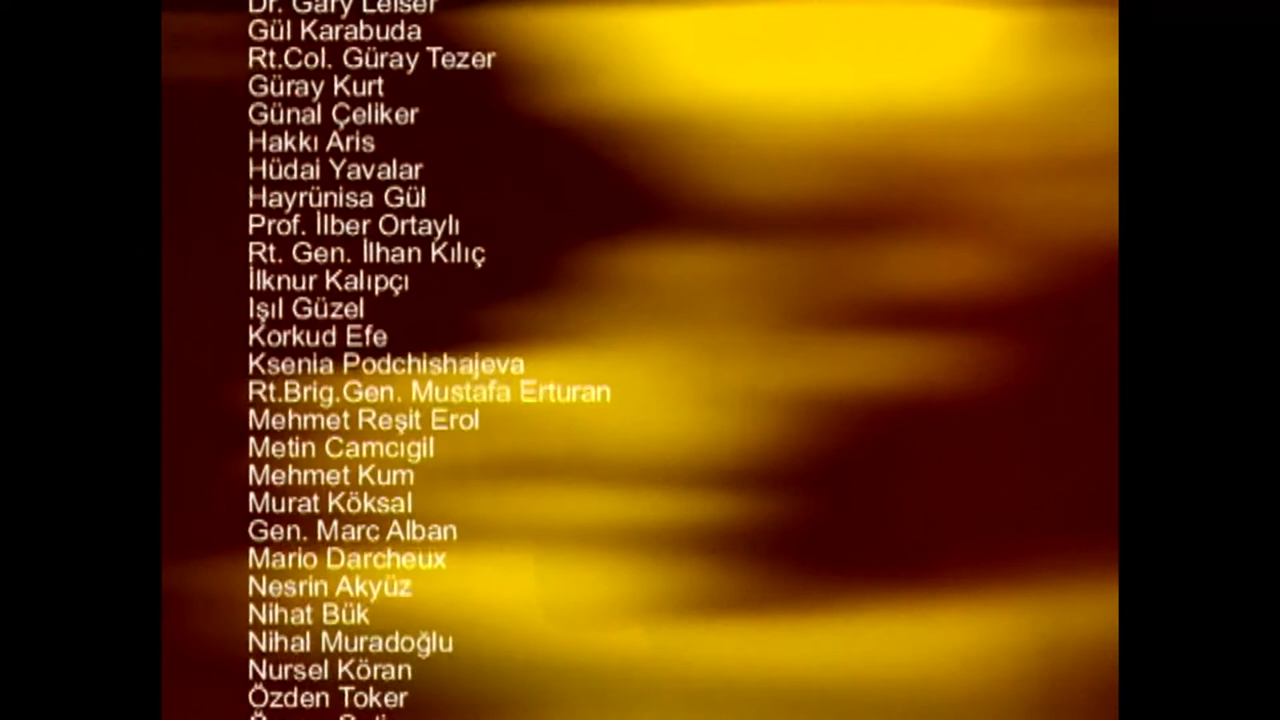 Dr. Gary Leiser
Gül Karabuda
Rt.Col. Güray Tezer
Güray Kurt
Günal Çeliker
Hakkı Aris
Hüdai Yavalar
Hayrünisa Gül
Prof. İlber Ortaylı
Rt. Gen. İlhan Kılıç
İlknur Kalıpçı
Işıl Güzel
Korkud Efe
Ksenia Podchishajeva
Rt.Brig.Gen. Mustafa Erturan
Mehmet Reşit Erol
Metin Camcıgil
Mehmet Kum
Murat Köksal
Gen. Marc Alban
Mario Darcheux
Nesrin Akyüz
Nihat Bük
Nihal Muradoğlu
Nursel Köran
Özden Toker